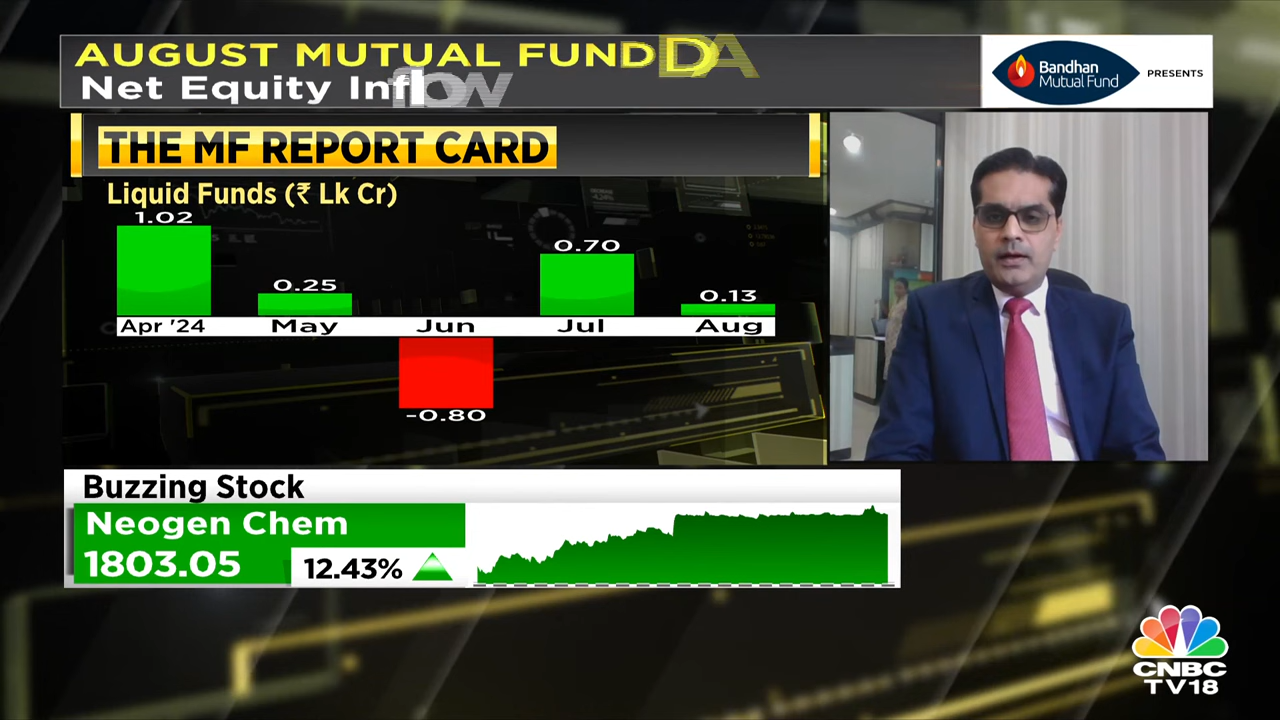 AUGUST MUTUAL FUND DA
Net Equity Inflow
Bandhan
Mutual Fund
PRESENTS
THE MF REPORT CARD
Liquid Funds (₹ Lk Cr)
1.02
0.25
0.70
0.13
Apr '24 May Jun Jul Aug
-0.80
Buzzing Stock
Neogen Chem
1803.05
12.43%
CNBC
TV18